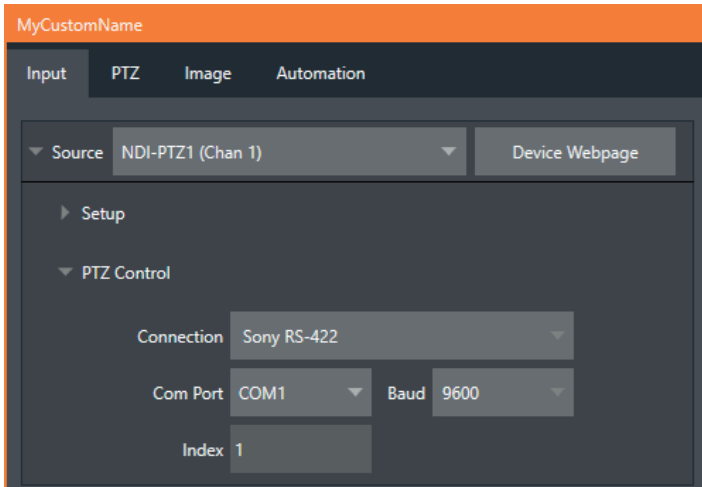 MyCustomName
Input PTZ Image Automation
Source NDI-PTZ1 (Chan 1) Device Webpage
Setup
PTZ Control
Connection Sony RS-422
Com Port COM1 Baud 9600
Index 1